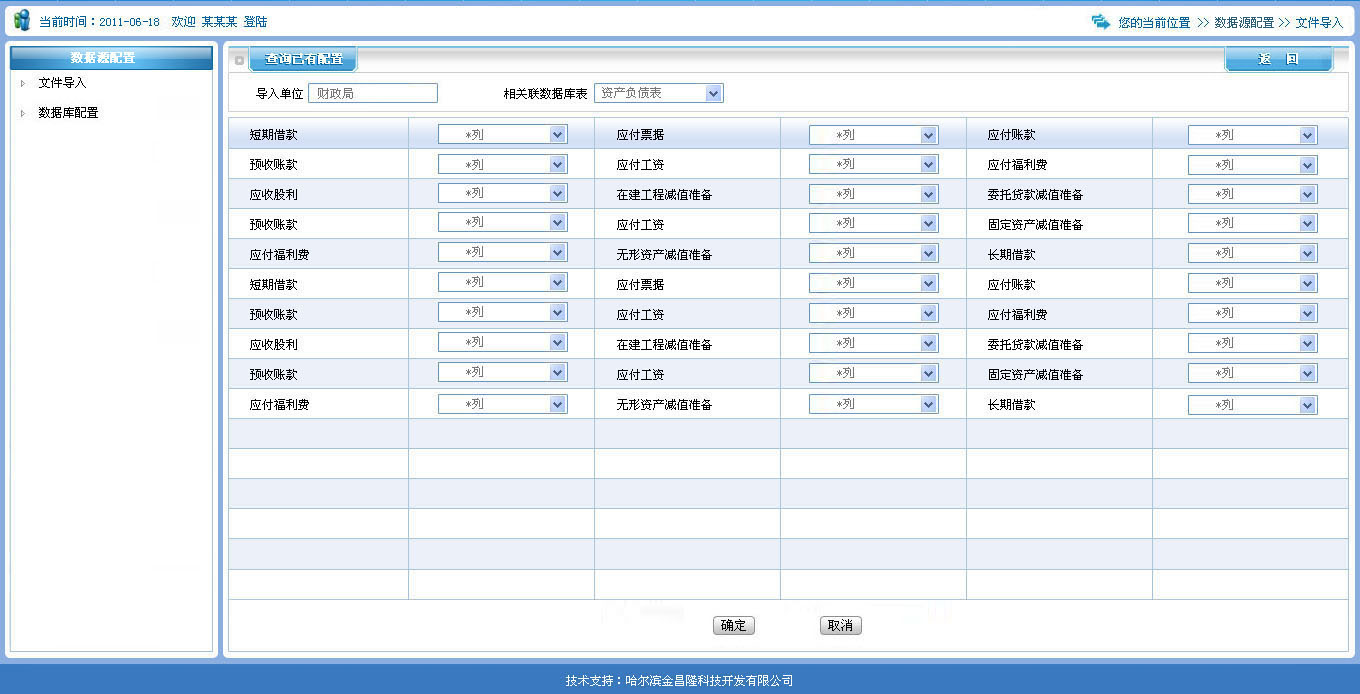 当前时间：2011-06-18 欢迎 某某某 登陆 您的当前位置 >> 数据源配置 >> 文件导入
数据源配置 查询已有配置 返 回
文件导入
数据库配置
导入单位 财政局 相关联数据库表 资产负债表
短期借款 *列 应付票据 *列 应付账款 *列
预收账款 *列 应付工资 *列 应付福利费 *列
应收股利 *列 在建工程减值准备 *列 委托贷款减值准备 *列
预收账款 *列 应付工资 *列 固定资产减值准备 *列
应付福利费 *列 无形资产减值准备 *列 长期借款 *列
短期借款 *列 应付票据 *列 应付账款 *列
预收账款 *列 应付工资 *列 应付福利费 *列
应收股利 *列 在建工程减值准备 *列 委托贷款减值准备 *列
预收账款 *列 应付工资 *列 固定资产减值准备 *列
应付福利费 *列 无形资产减值准备 *列 长期借款 *列
确定 取消
技术支持：哈尔滨金昌隆科技开发有限公司